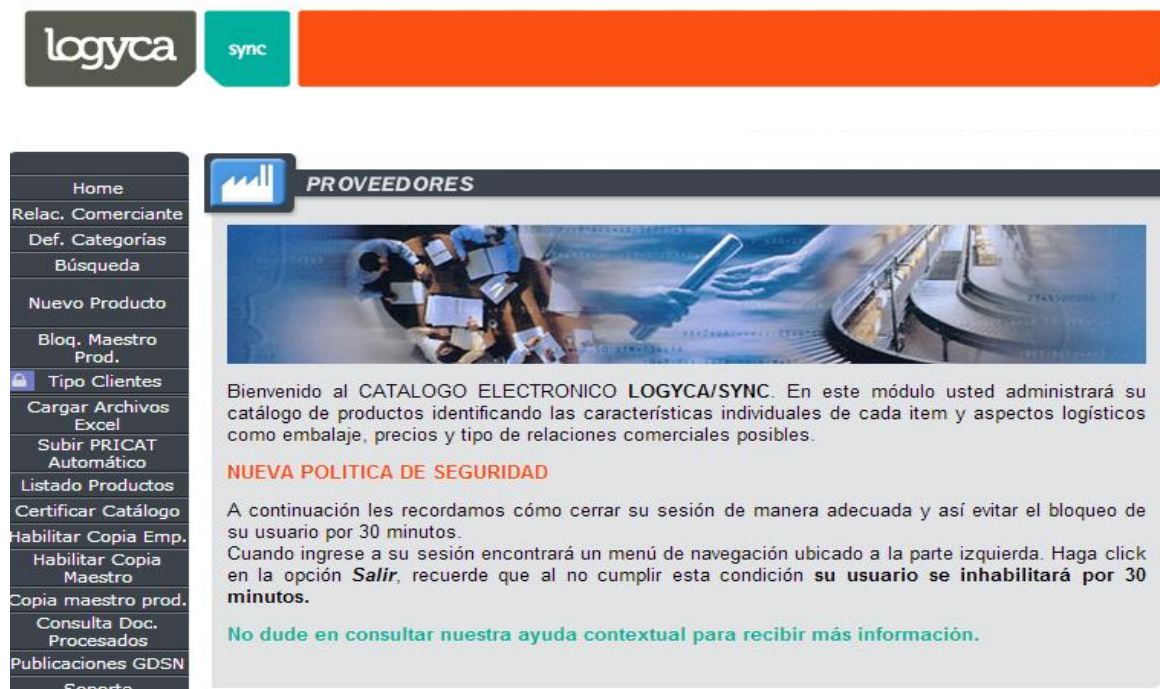 logyca
sync
Home
Relac. Comerciante
Def. Categorías
Búsqueda
Nuevo Producto
Bloq. Maestro
Prod.
Tipo Clientes
Cargar Archivos
Excel
Subir PRICAT
Automático
Listado Productos
Certificar Catálogo
Habilitar Copia Emp.
Habilitar Copia
Maestro
Copia maestro prod.
Consulta Doc.
Procesados
Publicaciones GDSN
Soporte
PROVEEDORES
Bienvenido al CATALOGO ELECTRONICO LOGYCA/SYNC. En este módulo usted administrará su
catálogo de productos identificando las características individuales de cada item y aspectos logísticos
como embalaje, precios y tipo de relaciones comerciales posibles.
NUEVA POLITICA DE SEGURIDAD
A continuación les recordamos cómo cerrar su sesión de manera adecuada y así evitar el bloqueo de
su usuario por 30 minutos.
Cuando ingrese a su sesión encontrará un menú de navegación ubicado a la parte izquierda. Haga click
en la opción Salir, recuerde que al no cumplir esta condición su usuario se inhabilitará por 30
minutos.
No dude en consultar nuestra ayuda contextual para recibir más información.